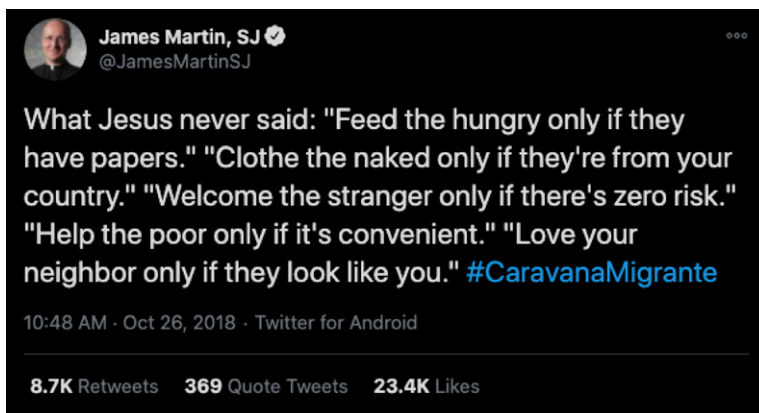 James Martin, SJ
@JamesMartinSJ
What Jesus never said: "Feed the hungry only if they
have papers." "Clothe the naked only if they're from your
country." "Welcome the stranger only if there's zero risk."
"Help the poor only if it's convenient." "Love your
neighbor only if they look like you." #CaravanaMigrante
10:48 AM · Oct 26, 2018 · Twitter for Android
8.7K Retweets 369 Quote Tweets 23.4K Likes